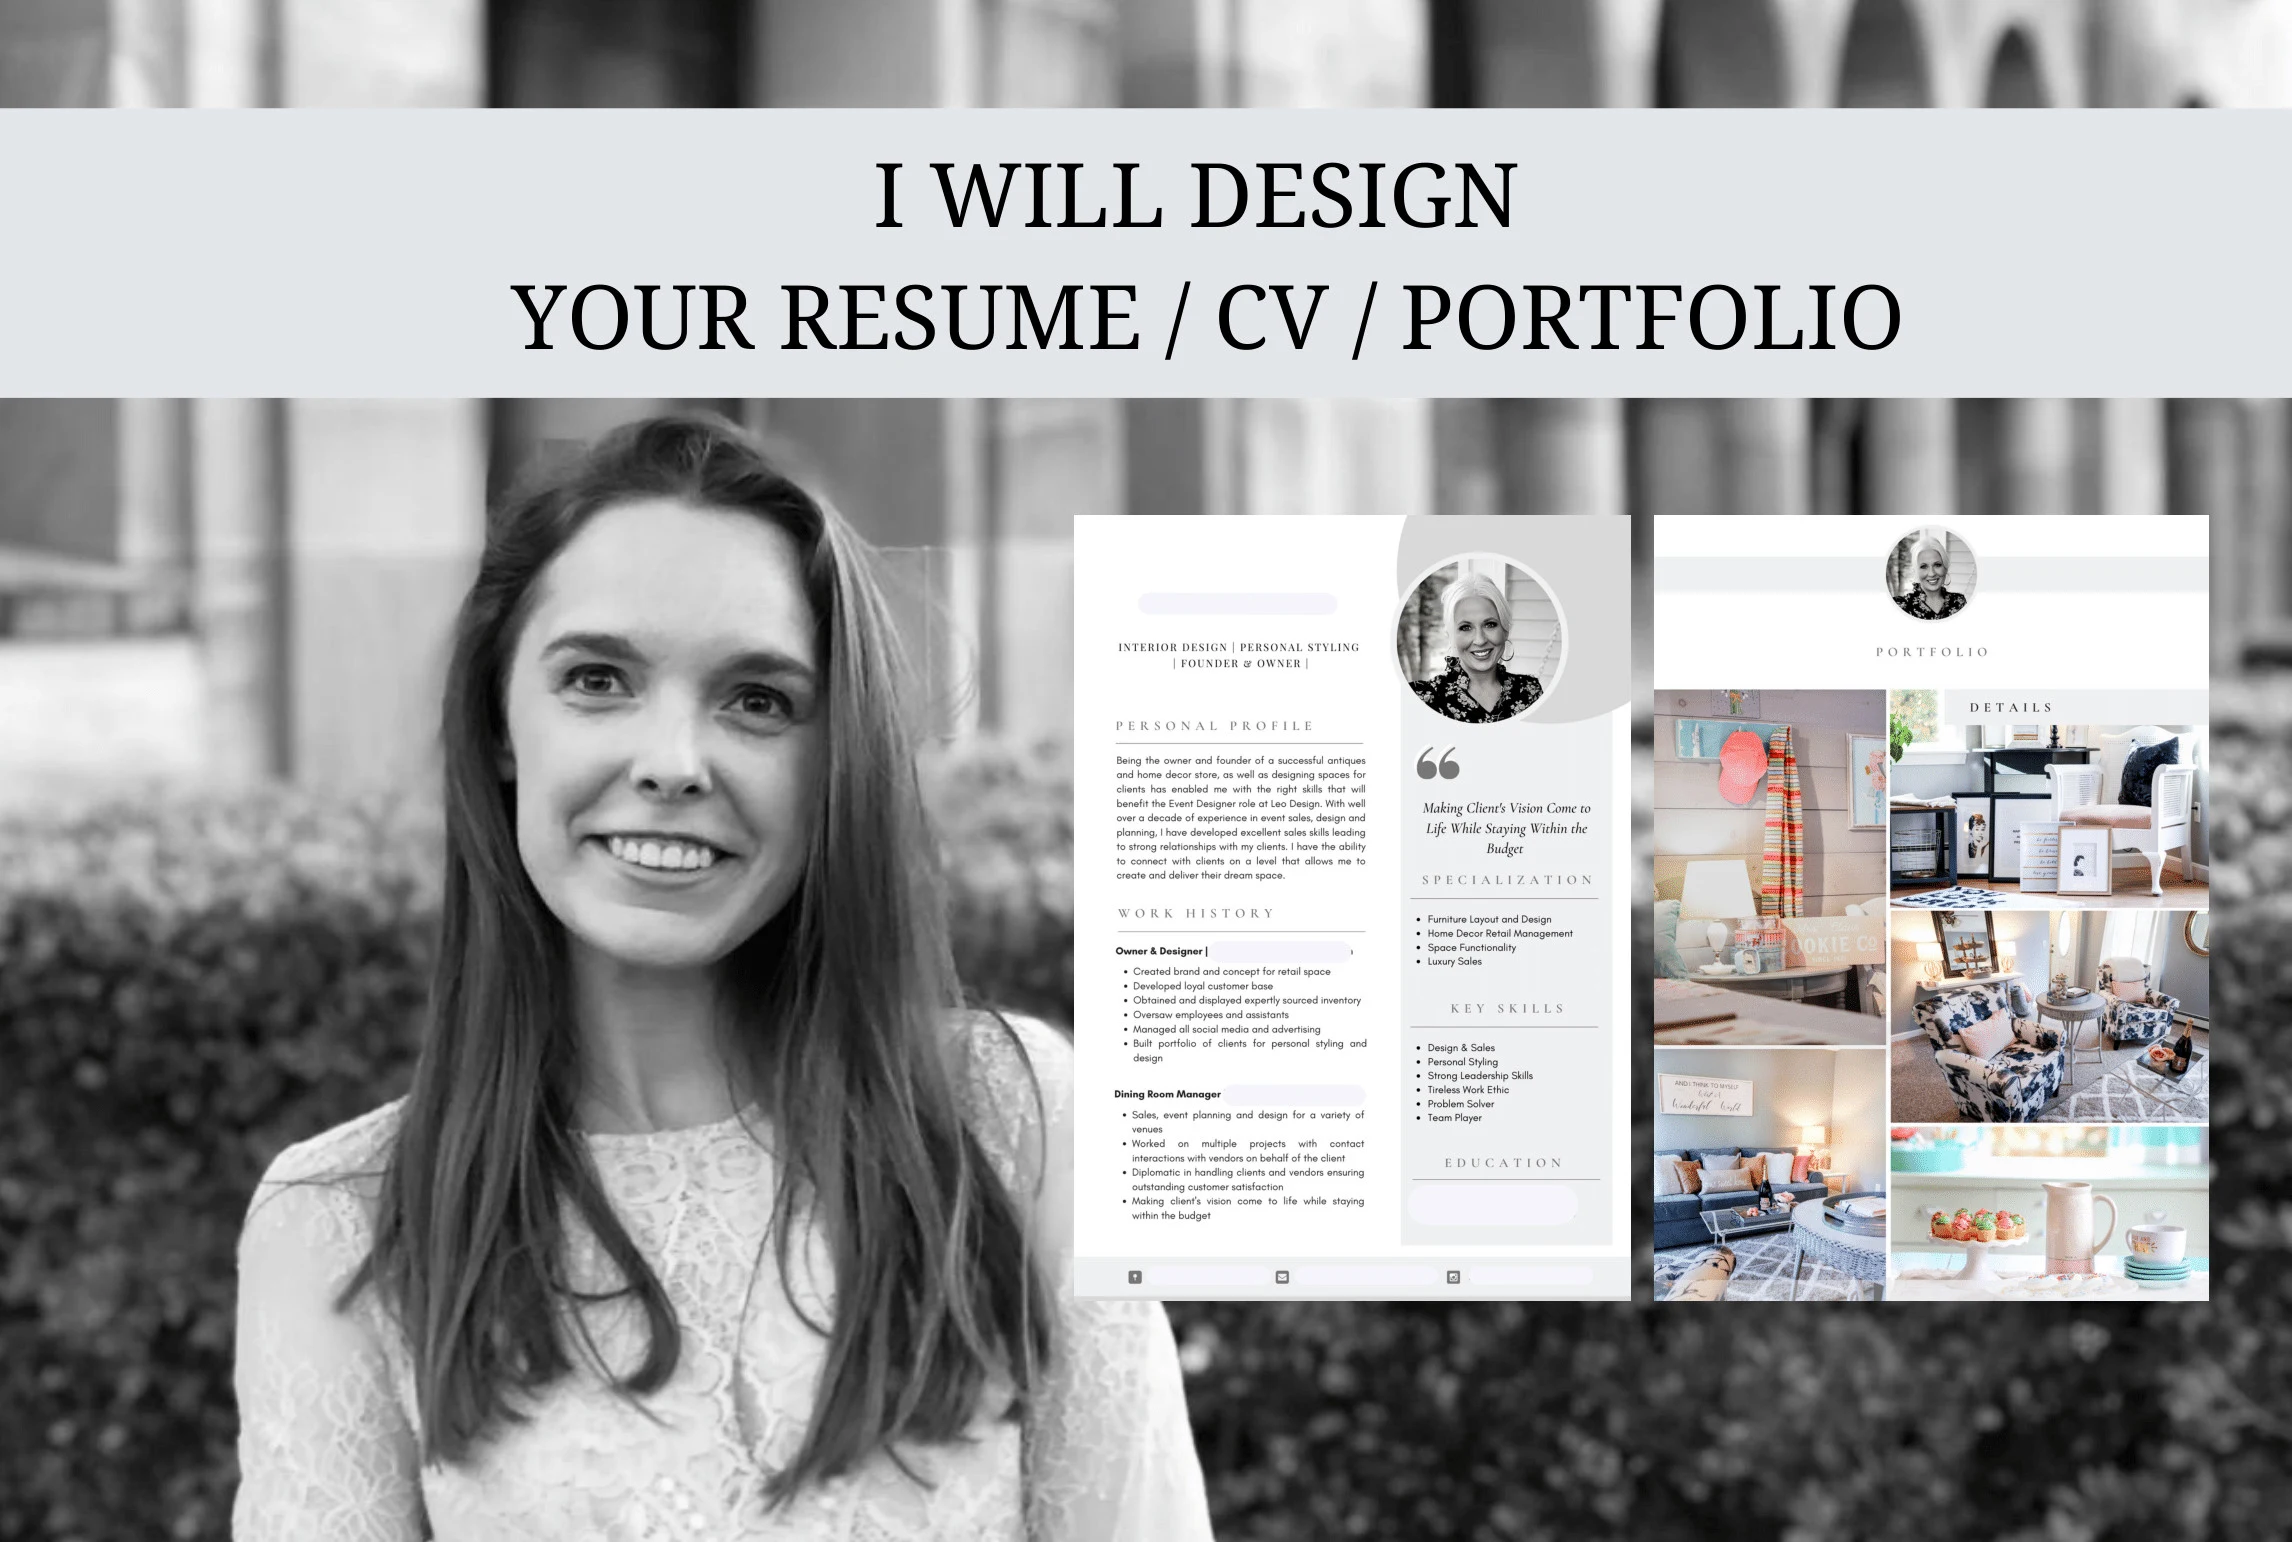 I WILL DESIGN
YOUR RESUME / CV / PORTFOLIO
INTERIOR DESIGN | PERSONAL STYLING
| FOUNDER & OWNER |
PERSONAL PROFILE
Being the owner and founder of a successful antiques
and home decor store, as well as designing spaces for
clients has enabled me with the right skills that will
benefit the Event Designer role at Leo Design. With well
over a decade of experience in event sales, design and
planning, I have developed excellent sales skills leading
to strong relationships with my clients. I have the ability
to connect with clients on a level that allows me to
create and deliver their dream space.
WORK HISTORY
Owner & Designer |
• Created brand and concept for retail space
• Developed loyal customer base
• Obtained and displayed expertly sourced inventory
• Oversaw employees and assistants
• Managed all social media and advertising
• Built portfolio of clients for personal styling and
design
Dining Room Manager
• Sales, event planning and design for a variety of
venues
• Worked on multiple projects with contact
interactions with vendors on behalf of the client
• Diplomatic in handling clients and vendors ensuring
outstanding customer satisfaction
• Making client's vision come to life while staying
within the budget
“
Making Client's Vision Come to
Life While Staying Within the
Budget
SPECIALIZATION
• Furniture Layout and Design
• Home Decor Retail Management
• Space Functionality
• Luxury Sales
KEY SKILLS
• Design & Sales
• Personal Styling
• Strong Leadership Skills
• Tireless Work Ethic
• Problem Solver
• Team Player
EDUCATION
PORTFOLIO
DETAILS
OOKIE CO
AND I THINK TO MYSELF
Wonderful World